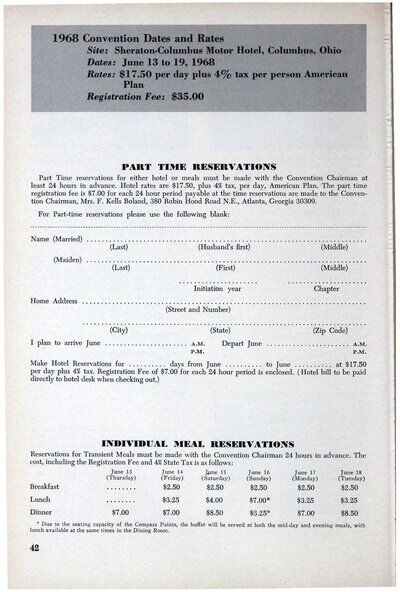 1968 Convention Dates and Rates
Site: Sheraton-Columbus Motor Hotel, Columbus, Ohio
Dates: June 13 to 19, 1968
Rates: $17.50 per day plus 4% tax per person American
Plan
Registration Fee: $35.00
PART TIME RESERVATIONS
Part Time reservations for either hotel or meals must be made with the Convention Chairman at
least 24 hours in advance. Hotel rates are $17.50, plus 4% tax, per day, American Plan. The part time
registration fee is $7.00 for each 24 hour period payable at the time reservations are made to the Conven-
tion Chairman, Mrs. F. Kells Boland, 380 Robin Hood Road N.E., Atlanta, Georgia 30309.
For Part-time reservations please use the following blank:
Name (Married)
(Last) (Husband's first) (Middle)
(Maiden)
(Last) (First) (Middle)
Initiation year Chapter
Home Address
(Street and Number)
(City) (State) (Zip Code)
I plan to arrive June .......... A.M. Depart June .......... A.M.
P.M. P.M.
Make Hotel Reservations for .......... days from June .......... to June .......... at $17.50
per day plus 4% tax. Registration Fee of $7.00 for each 24 hour period is enclosed. (Hotel bill to be paid
directly to hotel desk when checking out.)
INDIVIDUAL MEAL RESERVATIONS
Reservations for Transient Meals must be made with the Convention Chairman 24 hours in advance. The
cost, including the Registration Fee and 4% State Tax is as follows:
June 13 June 14 June 15 June 16 June 17 June 18
(Thursday) (Friday) (Saturday) (Sunday) (Monday) (Tuesday)
Breakfast ........ $2.50 $2.50 $2.50 $2.50 $2.50
Lunch ........ $3.25 $4.00 $7.00* $3.25 $3.25
Dinner $7.00 $7.00 $8.50 $3.25* $7.00 $8.50
* Due to the seating capacity of the Compass Points, the buffet will be served at both the mid-day and evening meals, with
lunch available at the same times in the Dining Room.
42